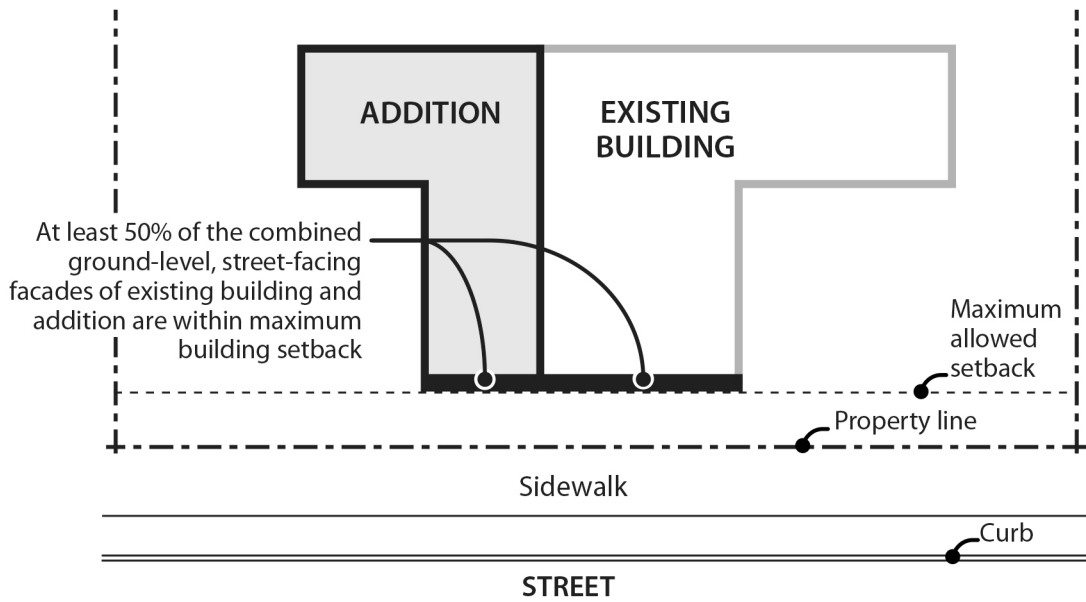 ADDITION
EXISTING
BUILDING
At least 50% of the combined
ground-level, street-facing
facades of existing building and
addition are within maximum
building setback
Maximum
allowed
setback
Property line
Sidewalk
Curb
STREET